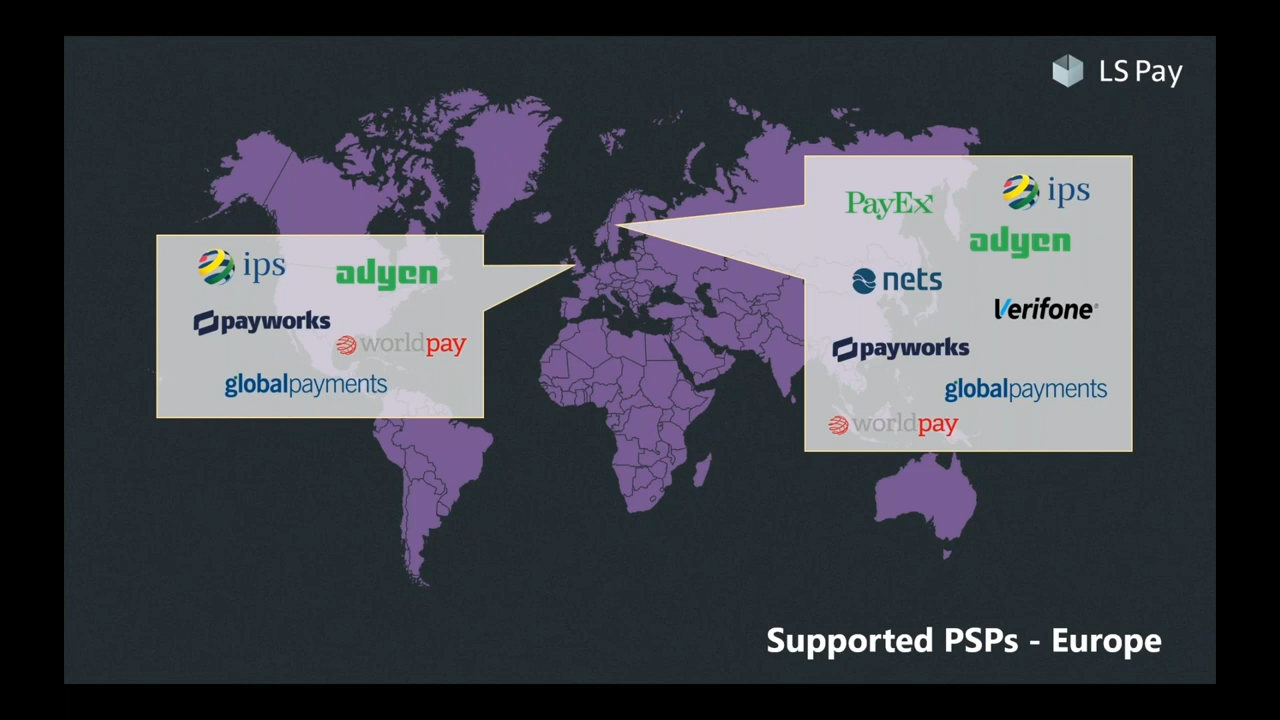 LS Pay
ips
adyen
payworks
worldpay
globalpayments
PayEx
ips
adyen
nets
Verifone®
payworks
globalpayments
worldpay
Supported PSPs - Europe